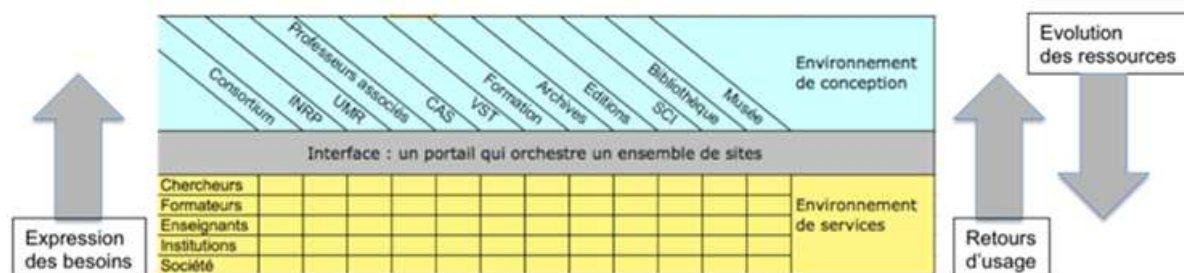 Evolution
des ressources
Environnement
de conception
Consortium
INRP
UMR
Professeurs associés
CAS
VST
Formation
Archives
Editions
SCI
Bibliothèque
Musée
Interface : un portail qui orchestre un ensemble de sites
Chercheurs
Formateurs
Enseignants
Institutions
Société
Environnement
de services
Expression
des besoins
Retours
d'usage